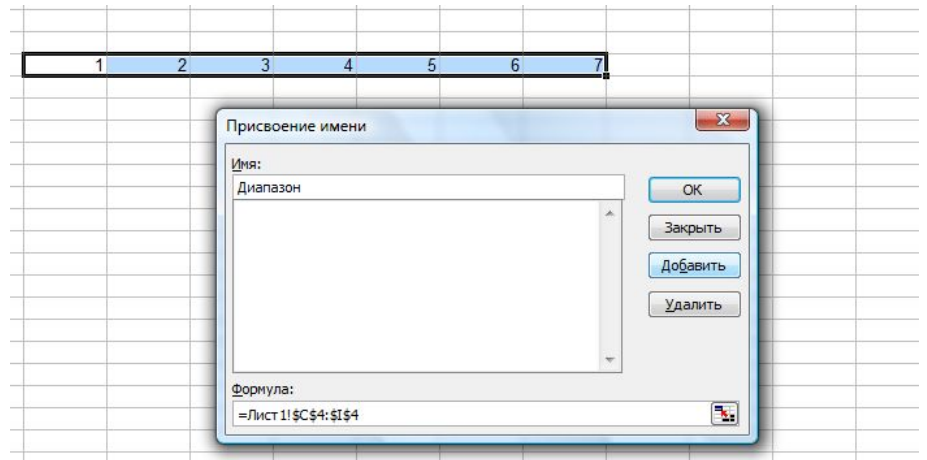 1 2 3 4 5 6 7
Присвоение имени
Имя:
Диапазон
OK
Закрыть
Добавить
Удалить
Формула:
=Лист1!$C$4:$I$4